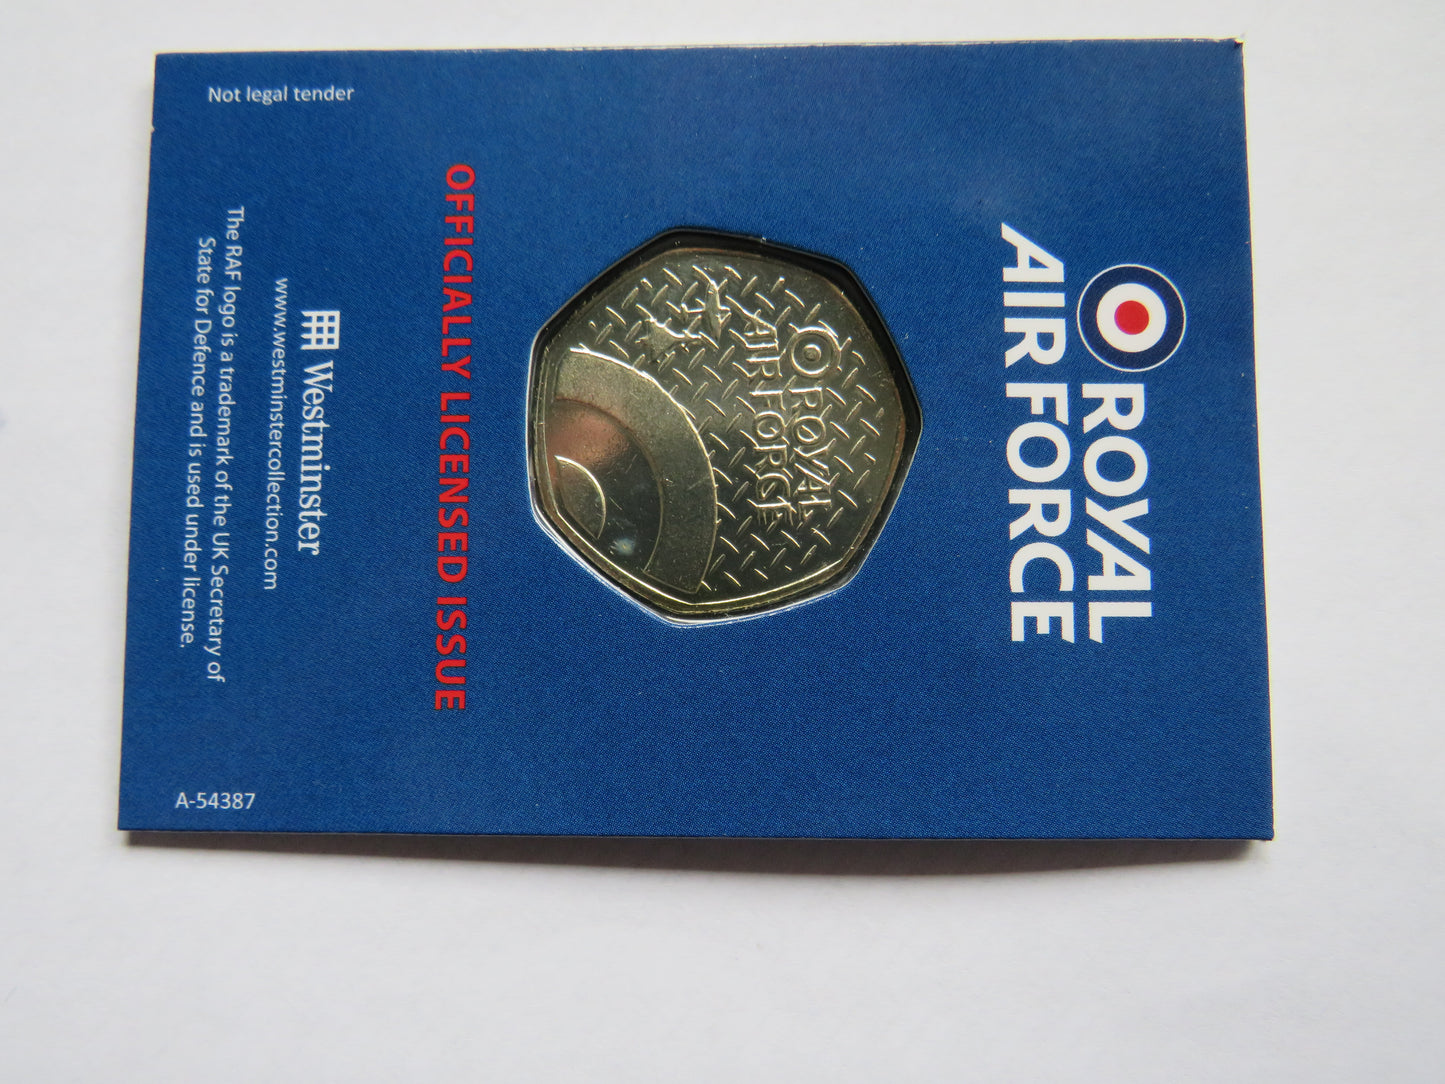 ROYAL
AIR FORCE
ROYAL
AIR FORCE
OFFICIALLY LICENSED ISSUE
Westminster
www.westminstercollection.com
The RAF logo is a trademark of the UK Secretary of
State for Defence and is used under license.
Not legal tender
A-54387